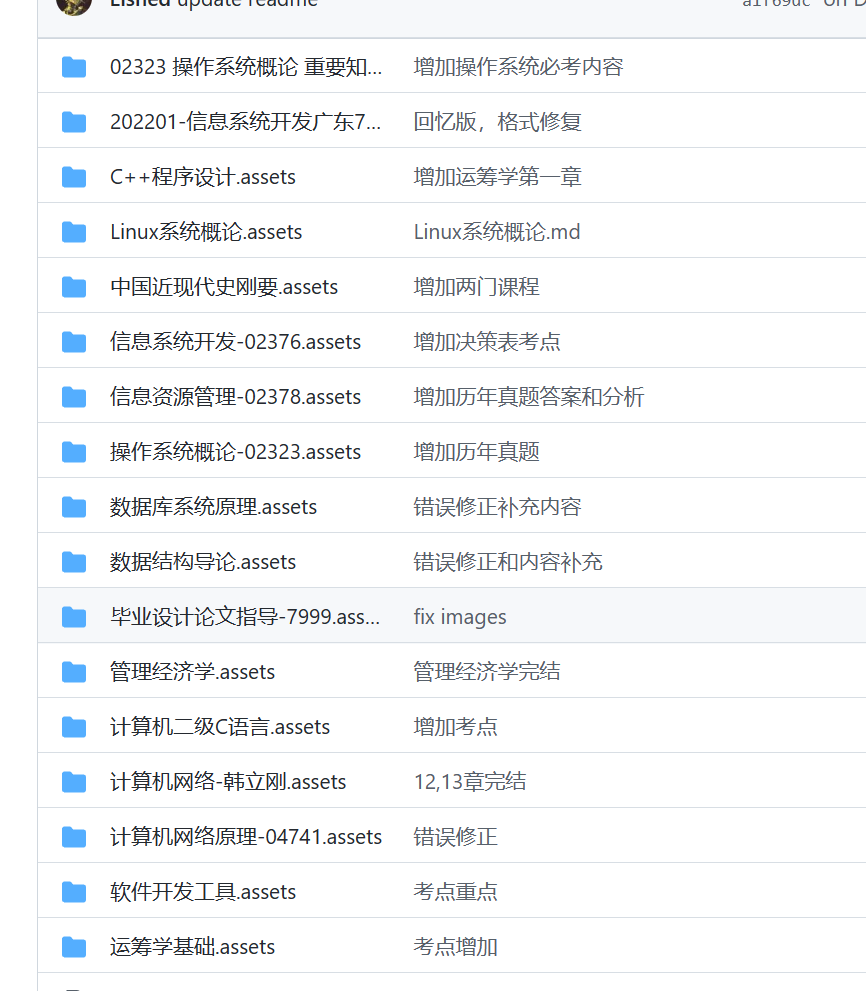 Lished update readme
a1f69dc on D
02323 操作系统概论 重要知... 增加操作系统必考内容
202201-信息系统开发广东7... 回忆版，格式修复
C++程序设计.assets 增加运筹学第一章
Linux系统概论.assets Linux系统概论.md
中国近现代史刚要.assets 增加两门课程
信息系统开发-02376.assets 增加决策表考点
信息资源管理-02378.assets 增加历年真题答案和分析
操作系统概论-02323.assets 增加历年真题
数据库系统原理.assets 错误修正补充内容
数据结构导论.assets 错误修正和内容补充
毕业设计论文指导-7999.ass... fix images
管理经济学.assets 管理经济学完结
计算机二级C语言.assets 增加考点
计算机网络-韩立刚.assets 12,13章完结
计算机网络原理-04741.assets 错误修正
软件开发工具.assets 考点重点
运筹学基础.assets 考点增加